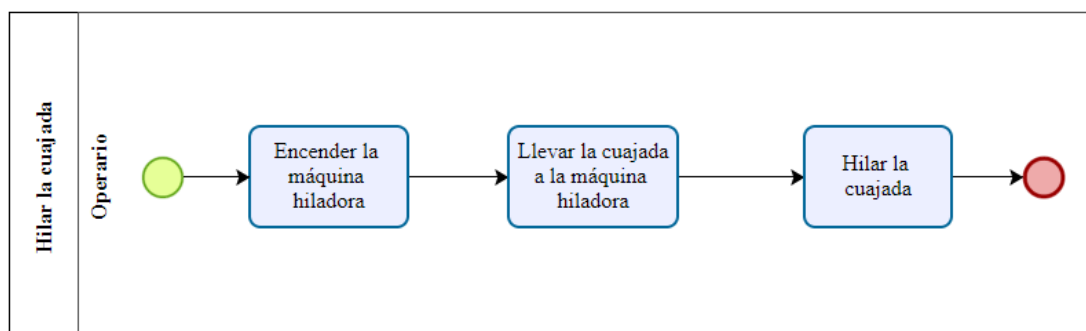 Hilar la cuajada
Operario
Encender la
máquina
hiladora
Llevar la cuajada
a la máquina
hiladora
Hilar la
cuajada